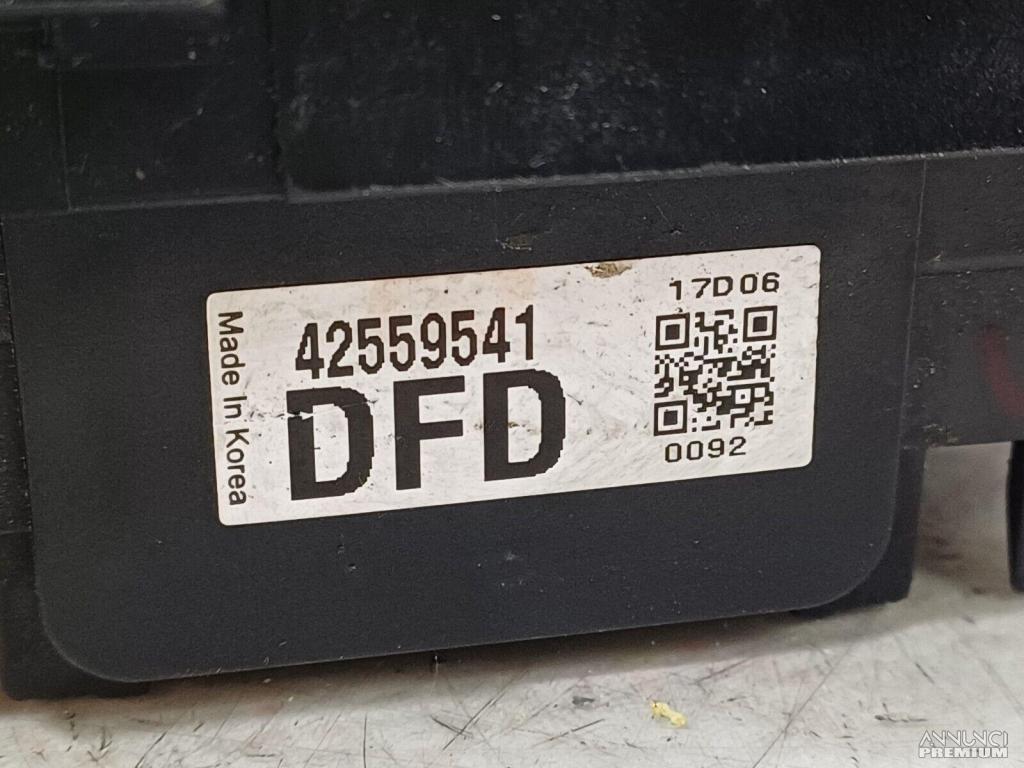 Made In Korea
42559541
DFD
17D06
0092
ANNUNCI
PREMIUM